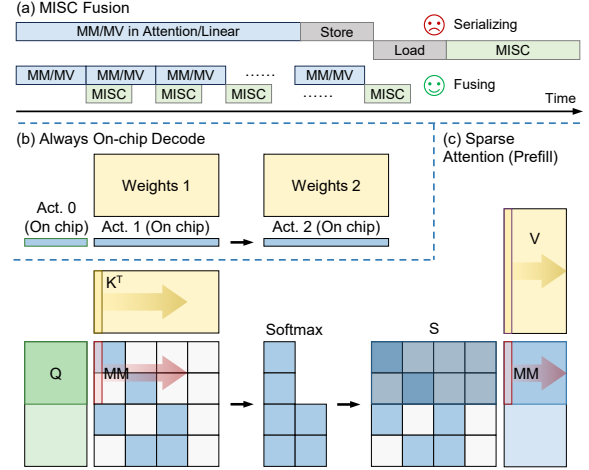 (a) MISC Fusion
MM/MV in Attention/Linear
Store
Serializing
Load
MISC
MM/MV
MM/MV
MM/MV
......
MM/MV
Fusing
MISC
MISC
MISC
......
MISC
Time
(b) Always On-chip Decode
(c) Sparse
Attention (Prefill)
Weights 1
Weights 2
Act. 0
(On chip)
Act. 1 (On chip)
Act. 2 (On chip)
V
K^T
Softmax
S
Q
MM
MM